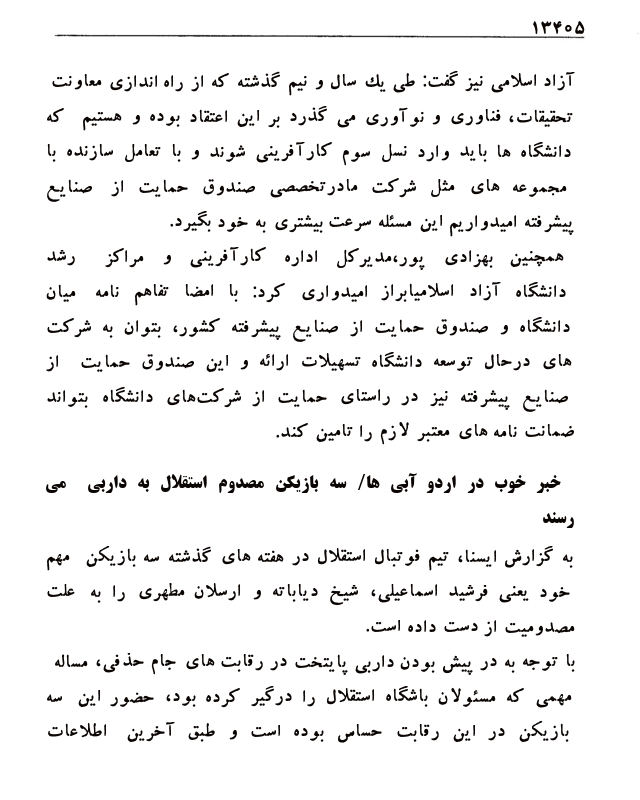 ۱۳۴۰۵
آزاد اسلامی نیز گفت: طی یك سال و نیم گذشته که از راه اندازی معاونت
تحقیقات، فناوری و نوآوری می گذرد بر این اعتقاد بوده و هستیم که
دانشگاه ها باید وارد نسل سوم کارآفرینی شوند و با تعامل سازنده با
مجموعه های مثل شرکت مادرتخصصی صندوق حمایت از صنایع
پیشرفته امیدواریم این مسئله سرعت بیشتری به خود بگیرد.
همچنین بهزادی پور،مدیرکل اداره کارآفرینی و مراکز رشد
دانشگاه آزاد اسلامیابراز امیدواری کرد: با امضا تفاهم نامه میان
دانشگاه و صندوق حمایت از صنایع پیشرفته کشور، بتوان به شرکت
های درحال توسعه دانشگاه تسهیلات ارائه و این صندوق حمایت از
صنایع پیشرفته نیز در راستای حمایت از شرکت‌های دانشگاه بتواند
ضمانت نامه های معتبر لازم را تامین کند.
خبر خوب در اردو آبی ها/ سه بازیکن مصدوم استقلال به داربی می
رسند
به گزارش ایسنا، تیم فوتبال استقلال در هفته های گذشته سه بازیکن مهم
خود یعنی فرشید اسماعیلی، شیخ دیاباته و ارسلان مطهری را به علت
مصدومیت از دست داده است.
با توجه به در پیش بودن داربی پایتخت در رقابت های جام حذفی، مساله
مهمی که مسئولان باشگاه استقلال را درگیر کرده بود، حضور این سه
بازیکن در این رقابت حساس بوده است و طبق آخرین اطلاعات